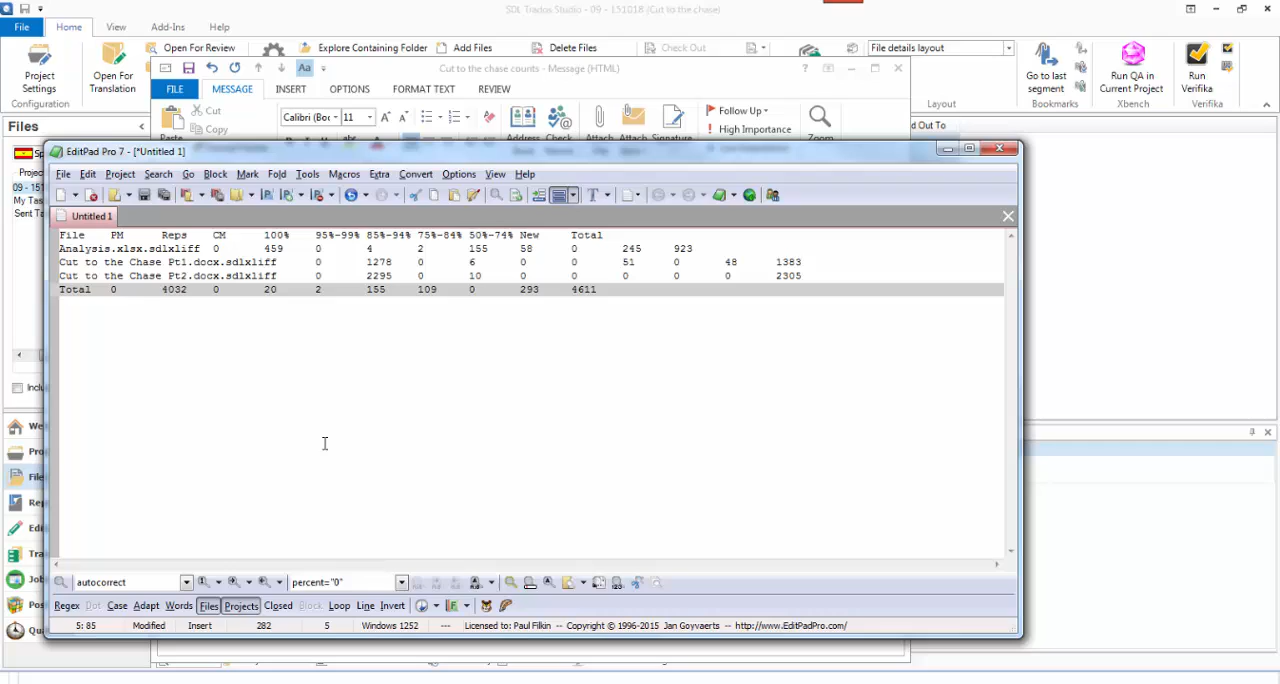 SDL Trados Studio - 09 - 151018 (Cut to the chase)
File Home View Add-Ins Help
Open For Review Explore Containing Folder Add Files Delete Files Check Out File details layout
Project Settings Open For Translation Go to last segment Run QA in Current Project Run Verifika
Configuration Layout Bookmarks Xbench Verifika
Cut to the chase counts - Message (HTML)
FILE MESSAGE INSERT OPTIONS FORMAT TEXT REVIEW
Cut Calibri (Boc 11 Follow Up
Copy High Importance
Files
EditPad Pro 7 - [*Untitled 1]
File Edit Project Search Go Block Mark Fold Tools Macros Extra Convert Options View Help
Untitled 1
File PM Reps CM 100% 95%-99% 85%-94% 75%-84% 50%-74% New Total
Analysis.xlsx.sdlxliff 0 459 0 4 2 155 58 0 245 923
Cut to the Chase Pt1.docx.sdlxliff 0 1278 0 6 0 0 51 0 48 1383
Cut to the Chase Pt2.docx.sdlxliff 0 2295 0 10 0 0 0 0 0 2305
Total 0 4032 0 20 2 155 109 0 293 4611
autocorrect percent="0"
Regex Dot Case Adapt Words Files Projects Closed Block Loop Line Invert
5: 85 Modified Insert 282 5 Windows 1252 --- Licensed to: Paul Filkin -- Copyright © 1996-2015 Jan Goyvaerts -- http://www.EditPadPro.com/